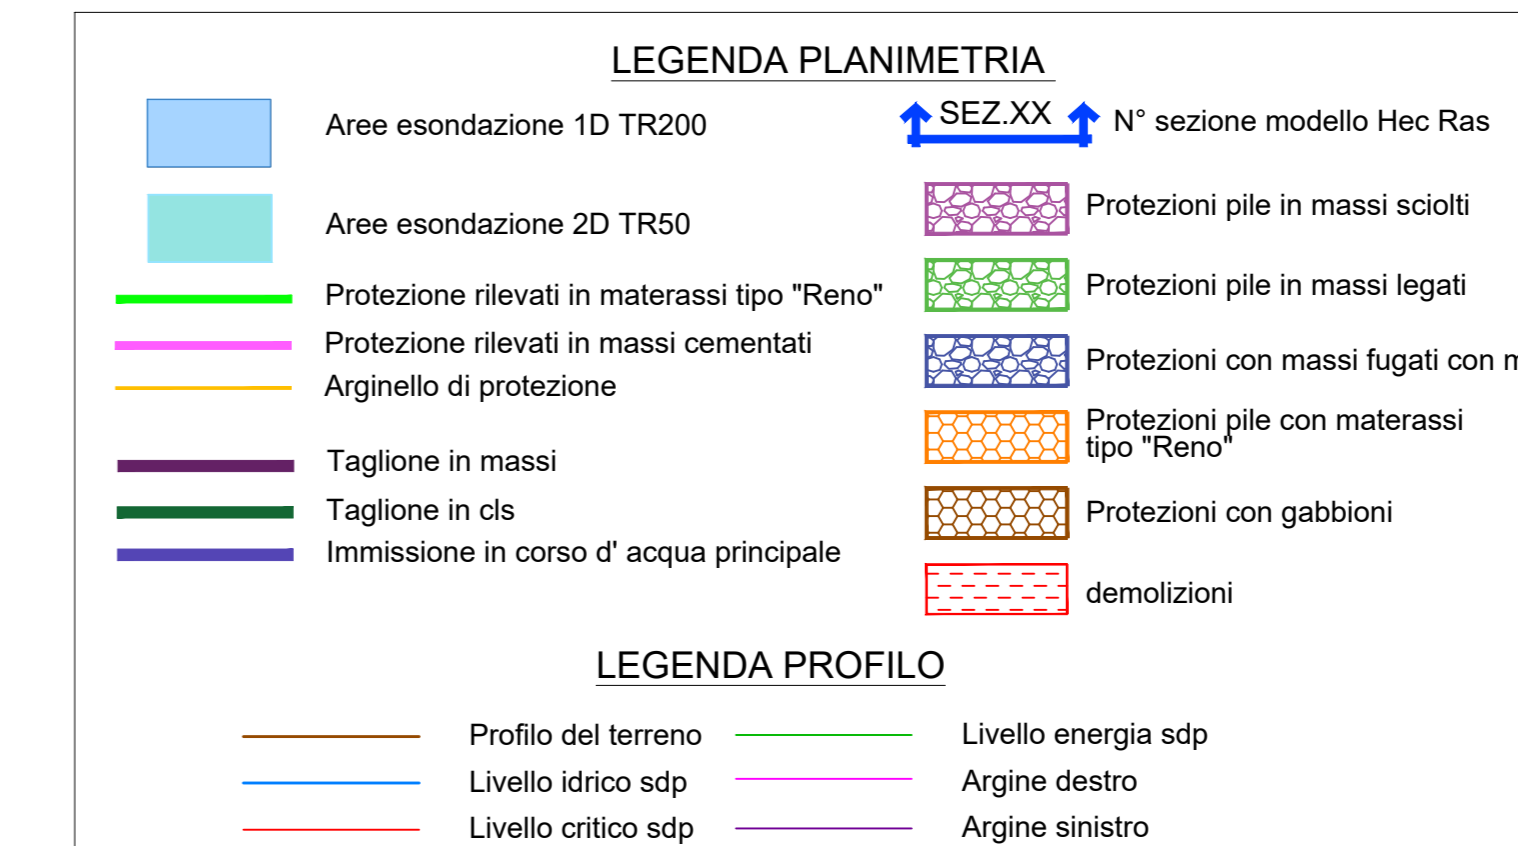 LEGENDA PLANIMETRIA
Aree esondazione 1D TR200
Aree esondazione 2D TR50
Protezione rilevati in materassi tipo "Reno"
Protezione rilevati in massi cementati
Arginello di protezione
Taglione in massi
Taglione in cls
Immissione in corso d' acqua principale
SEZ.XX N° sezione modello Hec Ras
Protezioni pile in massi sciolti
Protezioni pile in massi legati
Protezioni con massi fugati con
Protezioni pile con materassi
tipo "Reno"
Protezioni con gabbioni
demolizioni
LEGENDA PROFILO
Profilo del terreno
Livello idrico sdp
Livello critico sdp
Livello energia sdp
Argine destro
Argine sinistro